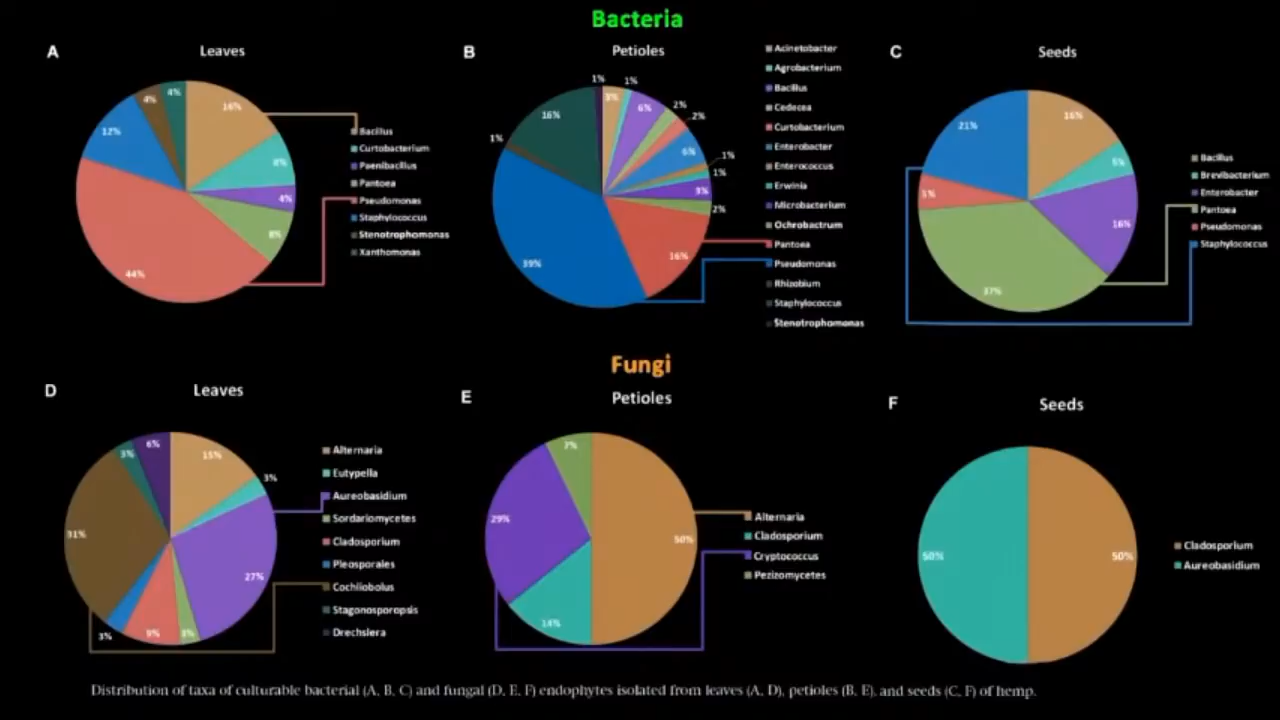 Bacteria
A
Leaves
16%
8%
4%
8%
44%
12%
4%
4%
Bacillus
Curtobacterium
Paenibacillus
Pantoea
Pseudomonas
Staphylococcus
Stenotrophomonas
Xanthomonas
B
Petioles
1%
1%
3%
6%
2%
2%
6%
1%
1%
3%
2%
16%
39%
1%
16%
Acinetobacter
Agrobacterium
Bacillus
Cedecea
Curtobacterium
Enterobacter
Enterococcus
Erwinia
Microbacterium
Ochrobactrum
Pantoea
Pseudomonas
Rhizobium
Staphylococcus
Stenotrophomonas
C
Seeds
16%
5%
16%
37%
5%
21%
Bacillus
Brevibacterium
Enterobacter
Pantoea
Pseudomonas
Staphylococcus
Fungi
D
Leaves
15%
3%
27%
3%
9%
3%
31%
3%
6%
Alternaria
Eutypella
Aureobasidium
Sordariomycetes
Cladosporium
Pleosporales
Cochliobolus
Stagonosporopsis
Drechslera
E
Petioles
50%
14%
29%
7%
Alternaria
Cladosporium
Cryptococcus
Pezizomycetes
F
Seeds
50%
50%
Cladosporium
Aureobasidium
Distribution of taxa of culturable bacterial (A, B, C) and fungal (D, E, F) endophytes isolated from leaves (A, D), petioles (B, E), and seeds (C, F) of hemp.